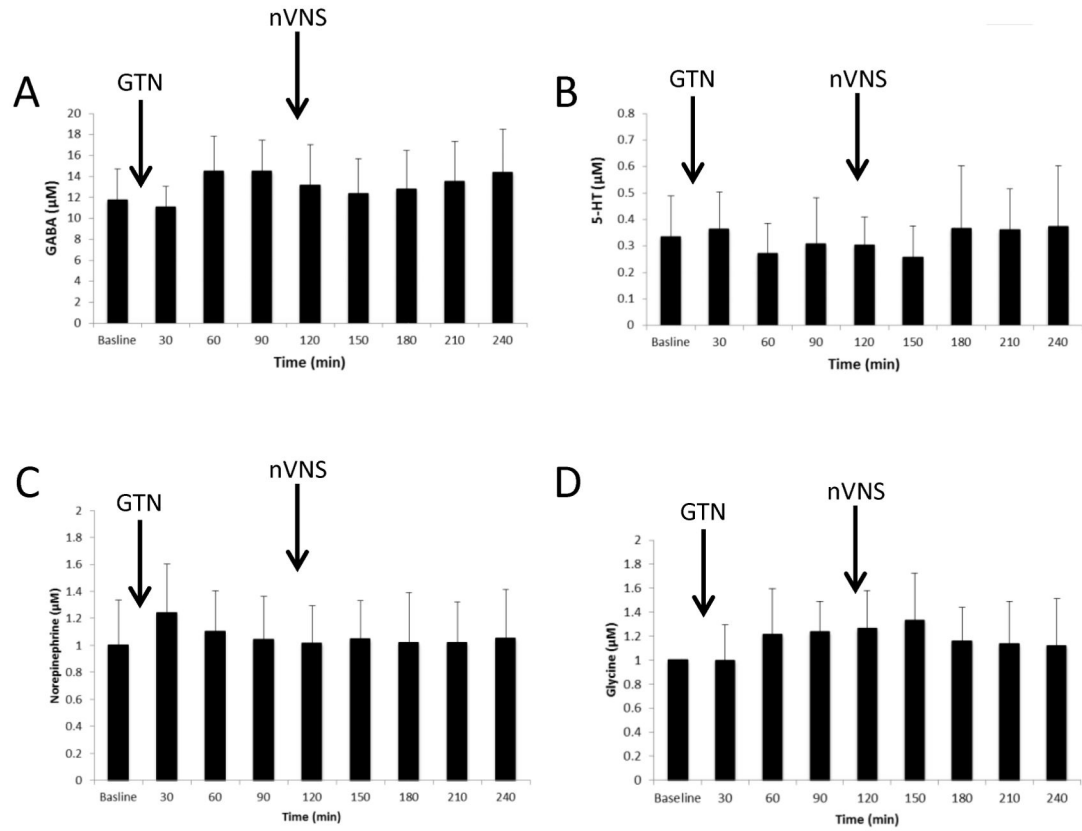 A
GTN
nVNS
GABA (µM)
20
18
16
14
12
10
8
6
4
2
0
Basline 30 60 90 120 150 180 210 240
Time (min)
B
GTN
nVNS
5-HT (µM)
0.8
0.7
0.6
0.5
0.4
0.3
0.2
0.1
0
Basline 30 60 90 120 150 180 210 240
Time (min)
C
GTN
nVNS
Norepinephrine (µM)
2
1.8
1.6
1.4
1.2
1
0.8
0.6
0.4
0.2
0
Basline 30 60 90 120 150 180 210 240
Time (min)
D
GTN
nVNS
Glycine (µM)
2
1.8
1.6
1.4
1.2
1
0.8
0.6
0.4
0.2
0
Baseline 30 60 90 120 150 180 210 240
Time (min)